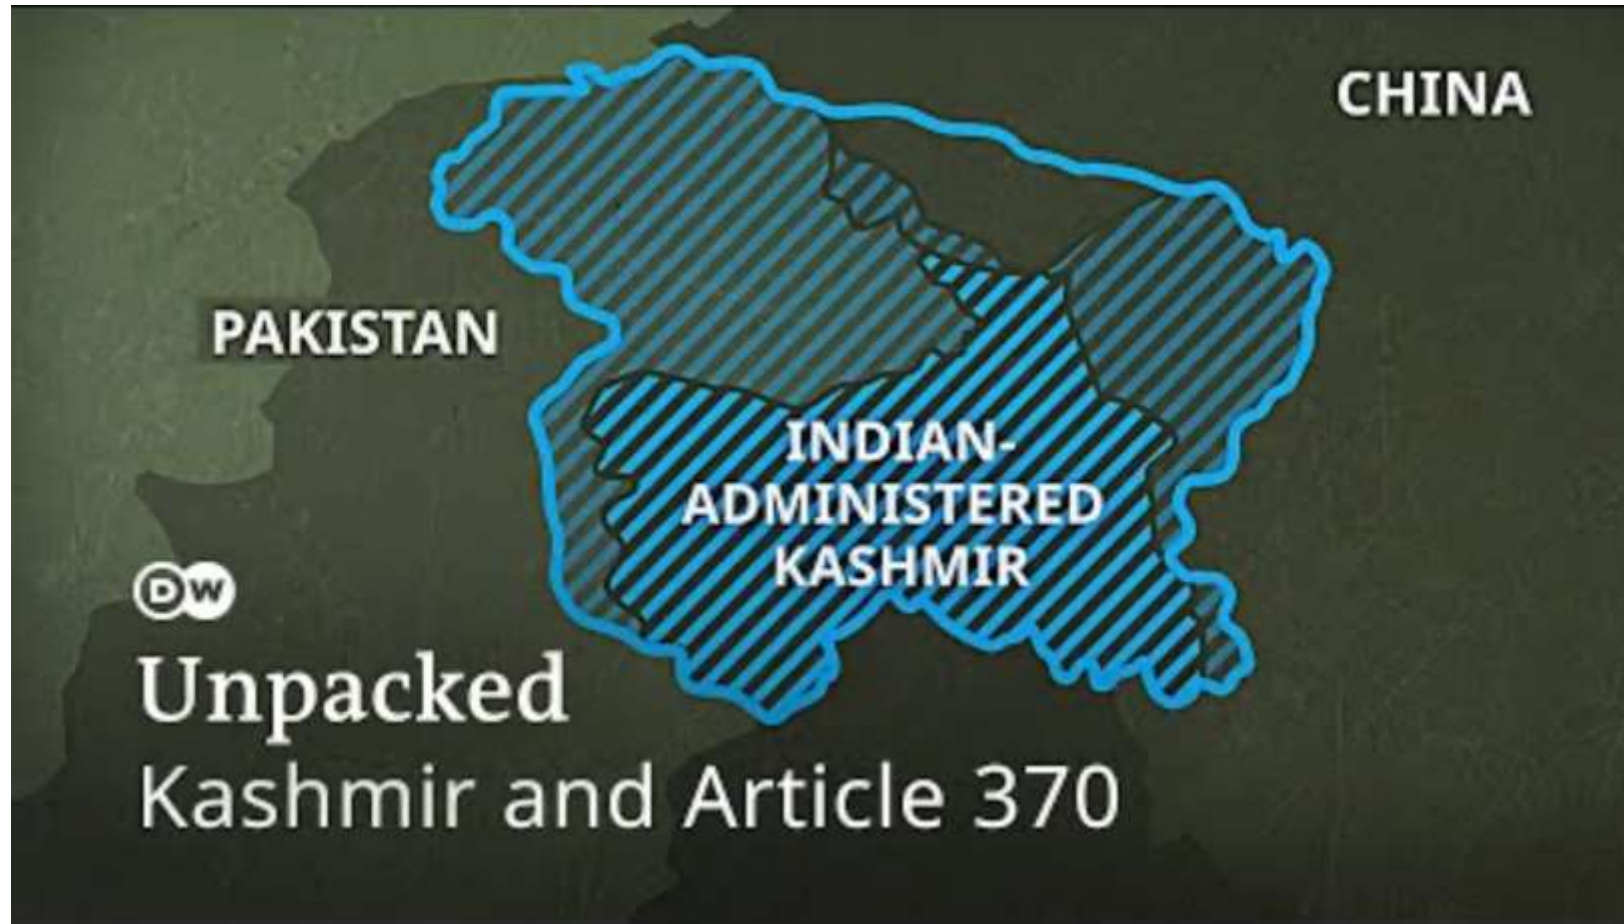 CHINA
PAKISTAN
INDIAN-
ADMINISTERED
KASHMIR
DW
Unpacked
Kashmir and Article 370